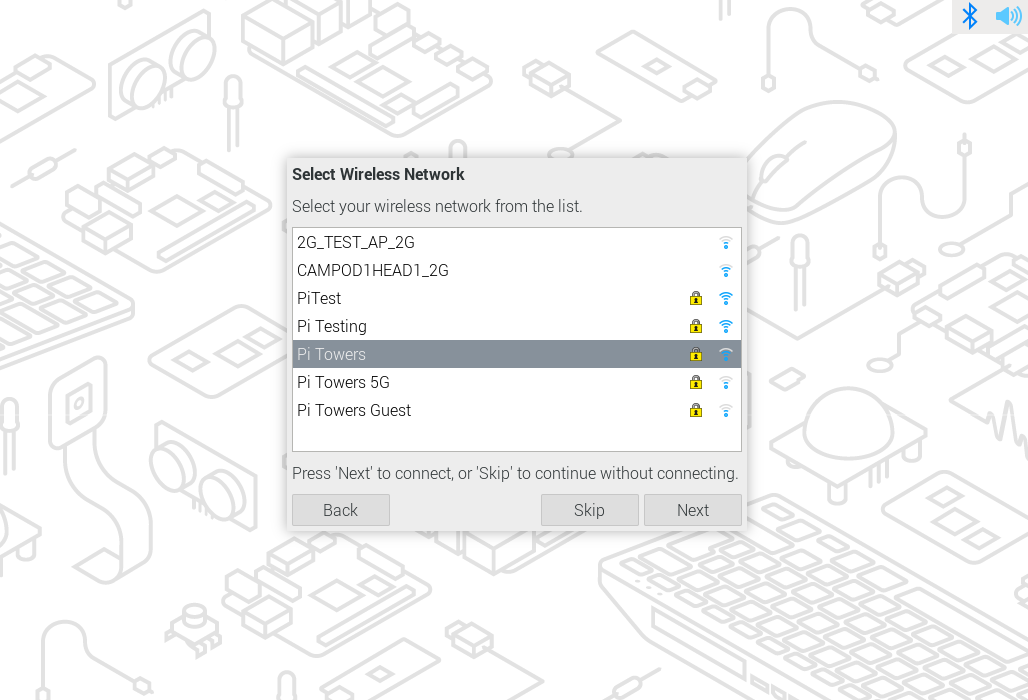 Select Wireless Network
Select your wireless network from the list.
2G_TEST_AP_2G
CAMPOD1HEAD1_2G
PiTest
Pi Testing
Pi Towers
Pi Towers 5G
Pi Towers Guest
Press 'Next' to connect, or 'Skip' to continue without connecting.
Back Skip Next